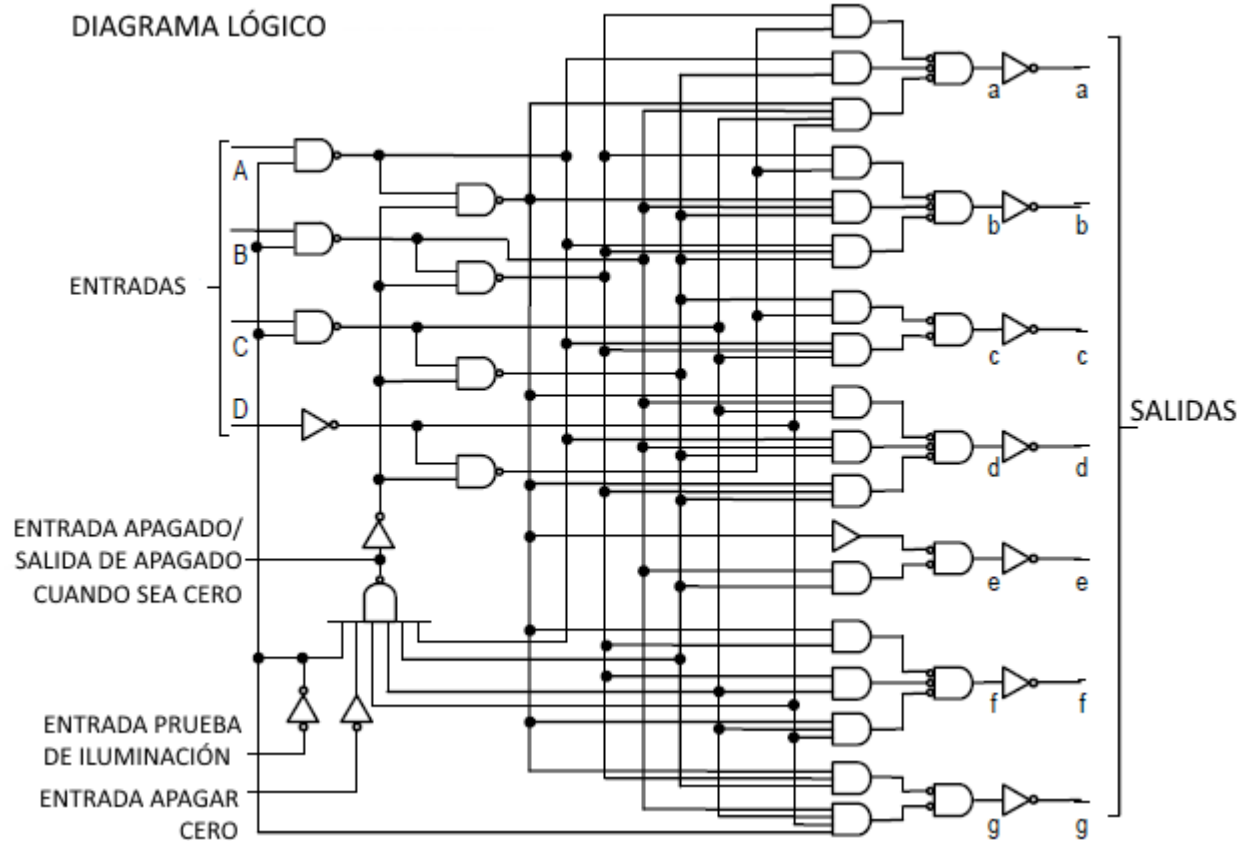 DIAGRAMA LÓGICO
a
a
A
B
b
b
ENTRADAS
C
c
c
D
SALIDAS
d
d
ENTRADA APAGADO/
SALIDA DE APAGADO
CUANDO SEA CERO
e
e
f
f
ENTRADA PRUEBA
DE ILUMINACIÓN
ENTRADA APAGAR
CERO
g
g